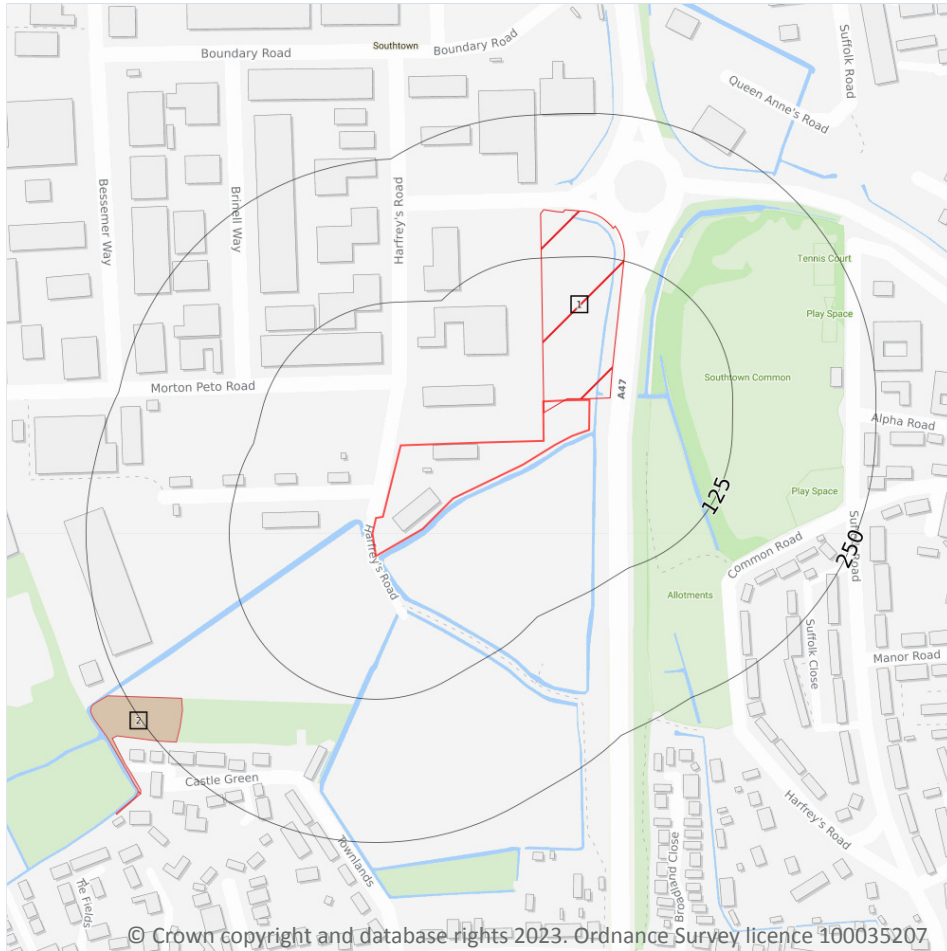 Boundary Road
Southtown
Boundary Road
Suffolk Road
Queen Anne's Road
Bessemer Way
Brinell Way
Harfrey's Road
Tennis Court
Play Space
1
Morton Peto Road
A47
Southtown Common
Alpha Road
125
Play Space
250
Harfrey's Road
Common Road
Allotments
Suffolk Close
Manor Road
2
Castle Green
Harfrey's Road
Townlands
Broadland Close
© Crown copyright and database rights 2023. Ordnance Survey licence 100035207.